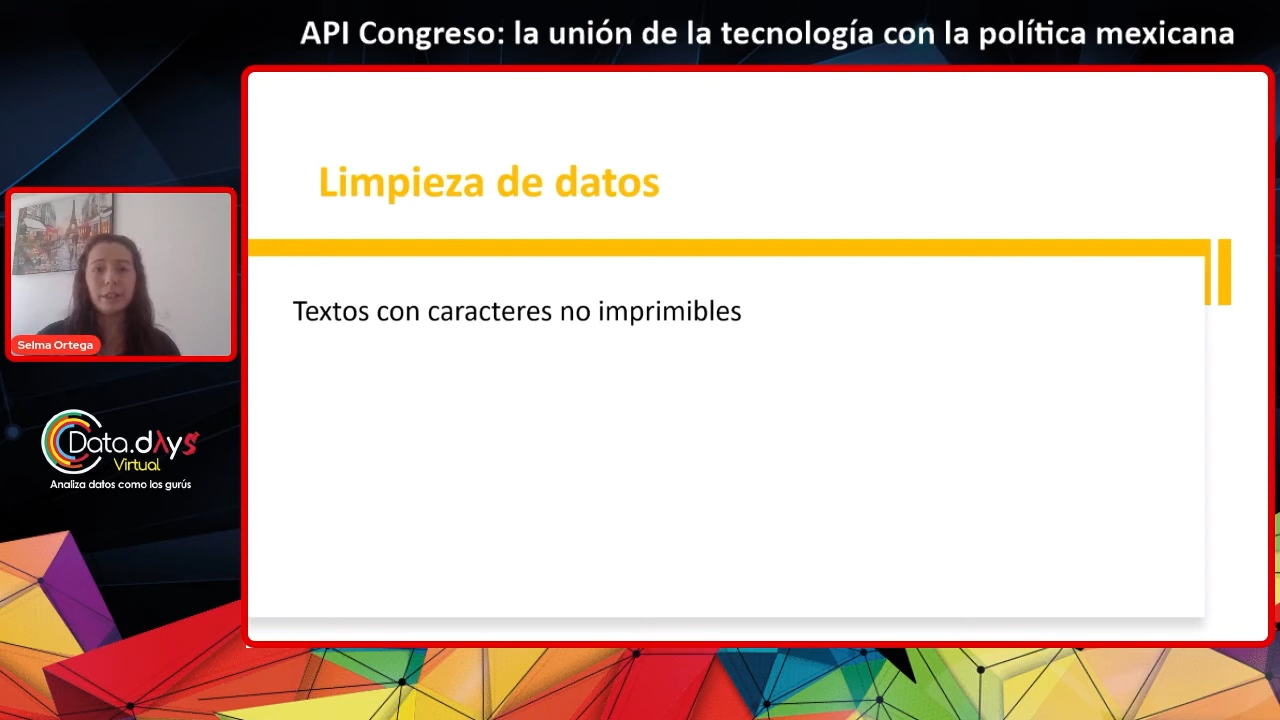 API Congreso: la unión de la tecnología con la política mexicana
Limpieza de datos
Textos con caracteres no imprimibles
Selma Ortega
Data.dλys
Virtual
Analiza datos como los gurús